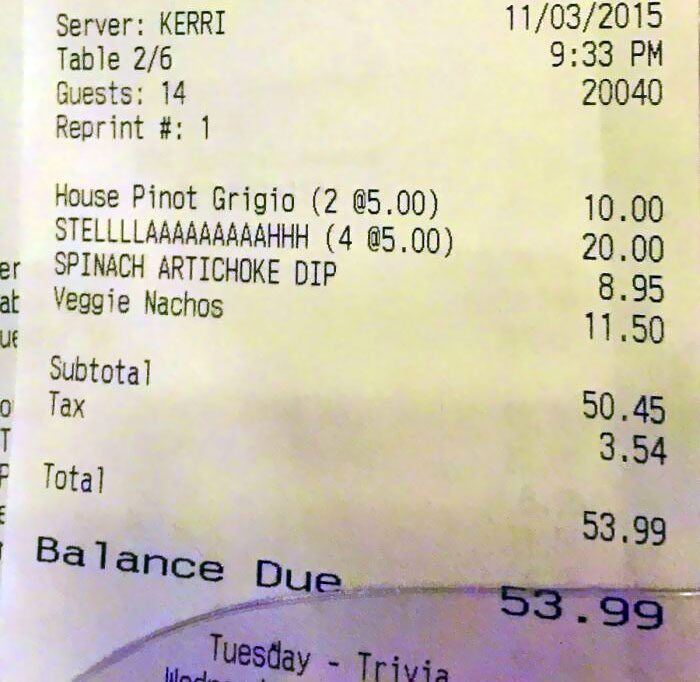 Server: KERRI 11/03/2015
Table 2/6 9:33 PM
Guests: 14 20040
Reprint #: 1
House Pinot Grigio (2 @5.00) 10.00
STELLLLAAAAAAAAAHHH (4 @5.00) 20.00
SPINACH ARTICHOKE DIP 8.95
Veggie Nachos 11.50
Subtotal 50.45
Tax 3.54
Total 53.99
Balance Due 53.99
Tuesday - Trivia